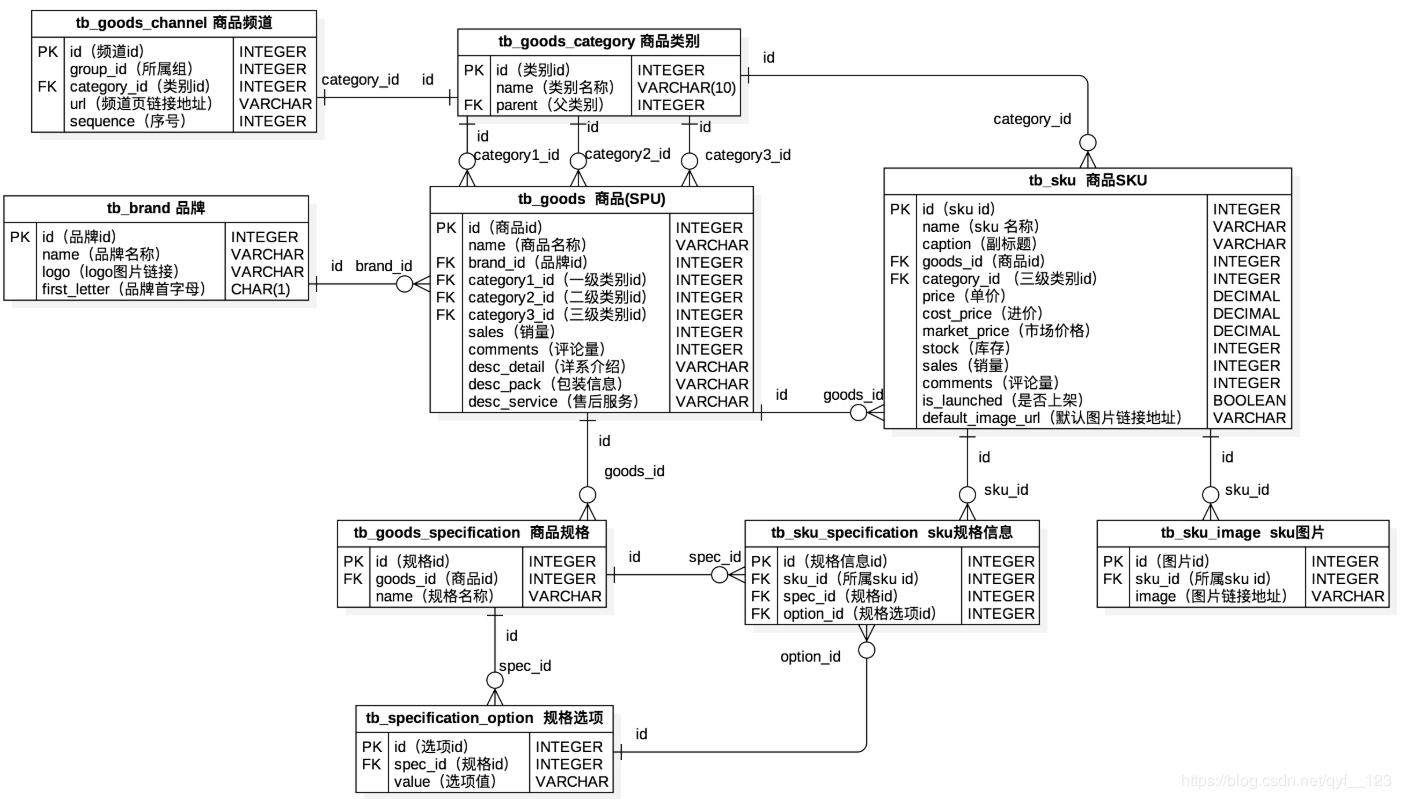 tb_goods_channel 商品频道
PK id（频道id） INTEGER
group_id（所属组） INTEGER
FK category_id（类别id） INTEGER
url（频道页链接地址） VARCHAR
sequence（序号） INTEGER
category_id id
tb_goods_category 商品类别
PK id（类别id） INTEGER
name（类别名称） VARCHAR(10)
FK parent（父类别） INTEGER
id
category_id
id
category1_id
id
category2_id
id
category3_id
tb_brand 品牌
PK id（品牌id） INTEGER
name（品牌名称） VARCHAR
logo（logo图片链接） VARCHAR
first_letter（品牌首字母） CHAR(1)
id brand_id
tb_goods 商品(SPU)
PK id（商品id） INTEGER
name（商品名称） VARCHAR
FK brand_id（品牌id） INTEGER
FK category1_id（一级类别id） INTEGER
FK category2_id（二级类别id） INTEGER
FK category3_id（三级类别id） INTEGER
sales（销量） INTEGER
comments（评论量） INTEGER
desc_detail（详系介绍） VARCHAR
desc_pack（包装信息） VARCHAR
desc_service（售后服务） VARCHAR
id goods_id
tb_sku 商品SKU
PK id（sku id） INTEGER
name（sku 名称） VARCHAR
caption（副标题） VARCHAR
FK goods_id（商品id） INTEGER
FK category_id （三级类别id） INTEGER
price（单价） DECIMAL
cost_price（进价） DECIMAL
market_price（市场价格） DECIMAL
stock（库存） INTEGER
sales（销量） INTEGER
comments（评论量） INTEGER
is_launched（是否上架） BOOLEAN
default_image_url（默认图片链接地址） VARCHAR
id
goods_id
id
sku_id
id
sku_id
tb_goods_specification 商品规格
PK id（规格id） INTEGER
FK goods_id（商品id） INTEGER
name（规格名称） VARCHAR
id spec_id
tb_sku_specification sku规格信息
PK id（规格信息id） INTEGER
FK sku_id（所属sku id） INTEGER
FK spec_id（规格id） INTEGER
FK option_id（规格选项id） INTEGER
tb_sku_image sku图片
PK id（图片id） INTEGER
FK sku_id（所属sku id） INTEGER
image（图片链接地址） VARCHAR
id
spec_id
option_id
tb_specification_option 规格选项
PK id（选项id） INTEGER
FK spec_id（规格id） INTEGER
value（选项值） VARCHAR
id
https://blog.csdn.net/qyf__123